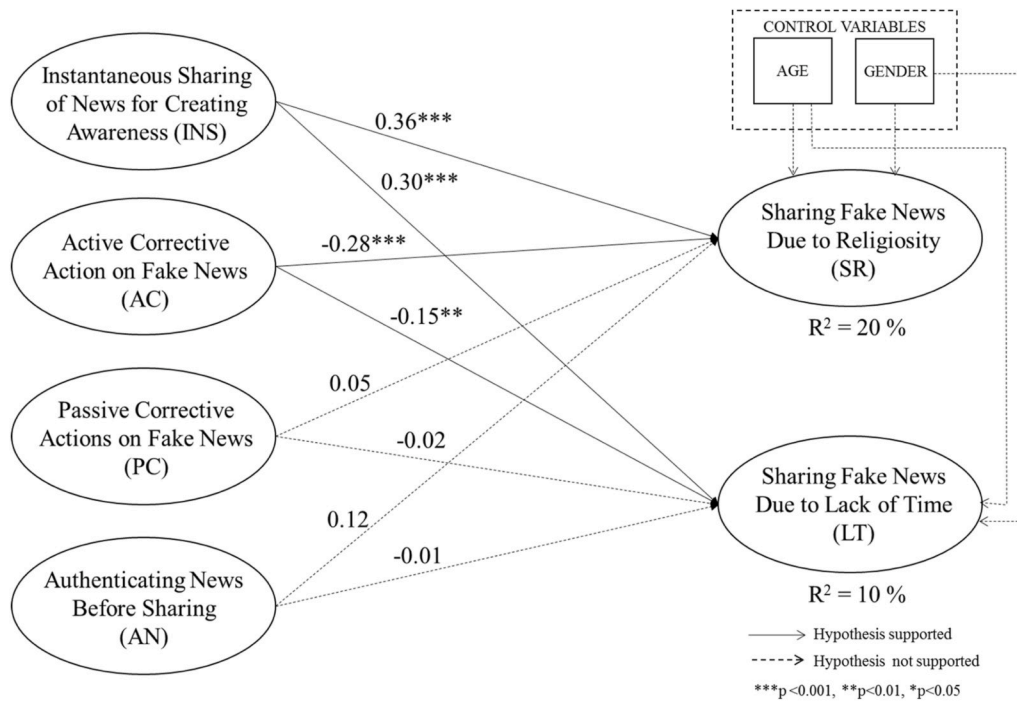 CONTROL VARIABLES
AGE
GENDER
Instantaneous Sharing
of News for Creating
Awareness (INS)
Active Corrective
Action on Fake News
(AC)
Passive Corrective
Actions on Fake News
(PC)
Authenticating News
Before Sharing
(AN)
0.36***
0.30***
-0.28***
-0.15**
0.05
-0.02
0.12
-0.01
Sharing Fake News
Due to Religiosity
(SR)
R² = 20 %
Sharing Fake News
Due to Lack of Time
(LT)
R² = 10 %
Hypothesis supported
Hypothesis not supported
***p<0.001, **p<0.01, *p<0.05